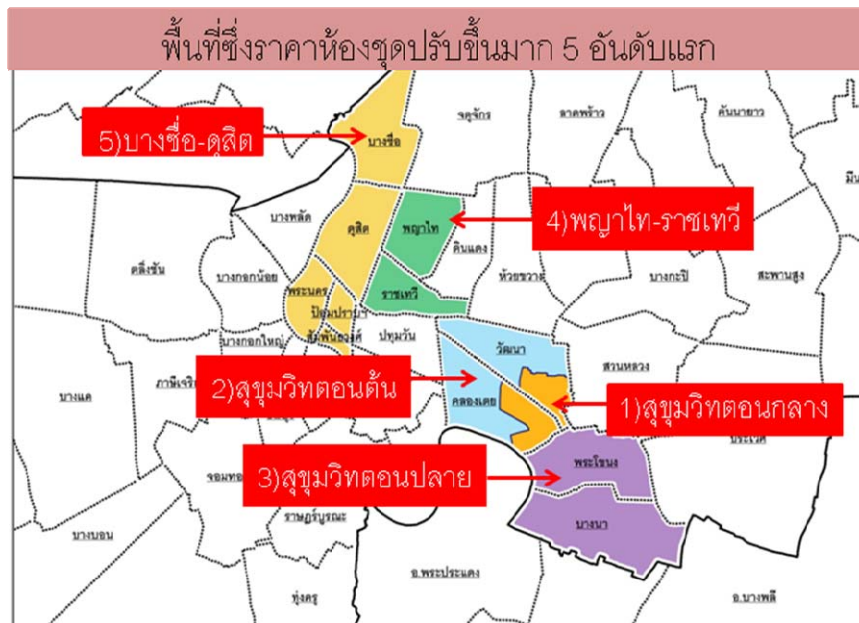 พื้นที่ซึ่งราคาห้องชุดปรับขึ้นมาก 5 อันดับแรก
จตุจักร
ลาดพร้าว
คันนายาว
5)บางซื่อ-ดุสิต
บางซื่อ
มีน
บางพลัด
ดุสิต
พญาไท
4)พญาไท-ราชเทวี
ดินแดง
ตลิ่งชัน
บางกอกน้อย
ห้วยขวาง
บางกะปิ
สะพานสูง
พระนคร
ราชเทวี
ป้อมปราบฯ
บางกอกใหญ่
สัมพันธวงศ์
ปทุมวัน
วัฒนา
สวนหลวง
ภาษีเจริ
2)สุขุมวิทตอนต้น
คลองเตย
บางแค
1)สุขุมวิทตอนกลาง
ประเวศ
พระโขนง
3)สุขุมวิทตอนปลาย
จอมทอ
ราษฎร์บูรณะ
บางนา
บางบอน
อ.พระประแดง
ทุ่งครุ
อ.บางพลี